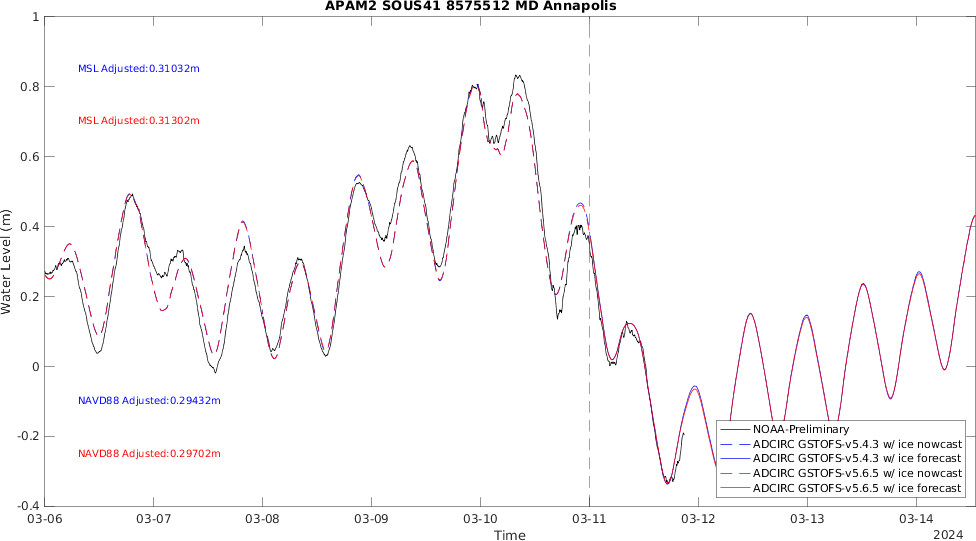 APAM2 SOUS41 8575512 MD Annapolis
1
0.8
0.6
0.4
0.2
0
-0.2
-0.4
Water Level (m)
MSL Adjusted:0.31032m
MSL Adjusted:0.31302m
NAVD88 Adjusted:0.29432m
NAVD88 Adjusted:0.29702m
NOAA-Preliminary
ADCIRC GSTOFS-v5.4.3 w/ ice nowcast
ADCIRC GSTOFS-v5.4.3 w/ ice forecast
ADCIRC GSTOFS-v5.6.5 w/ ice nowcast
ADCIRC GSTOFS-v5.6.5 w/ ice forecast
03-06 03-07 03-08 03-09 03-10 03-11 03-12 03-13 03-14
Time
2024